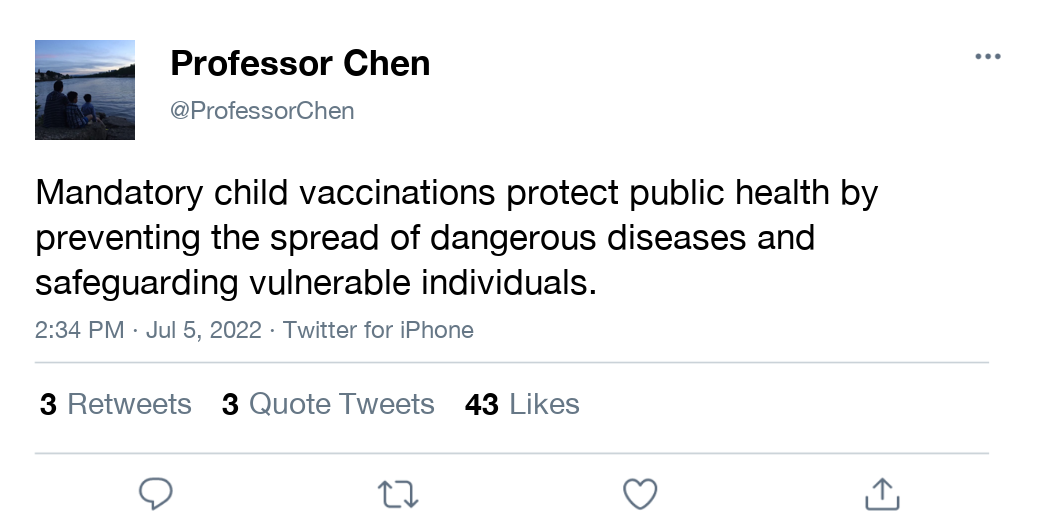 Professor Chen
@ProfessorChen
Mandatory child vaccinations protect public health by
preventing the spread of dangerous diseases and
safeguarding vulnerable individuals.
2:34 PM · Jul 5, 2022 · Twitter for iPhone
3 Retweets 3 Quote Tweets 43 Likes